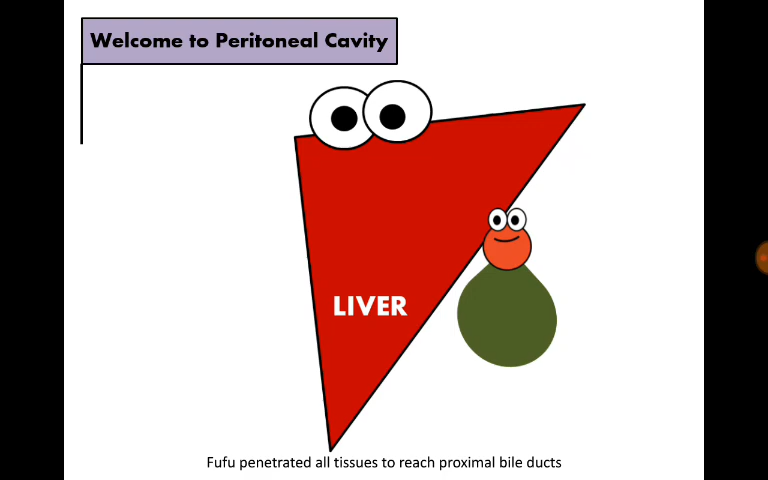 Welcome to Peritoneal Cavity
LIVER
Fufu penetrated all tissues to reach proximal bile ducts